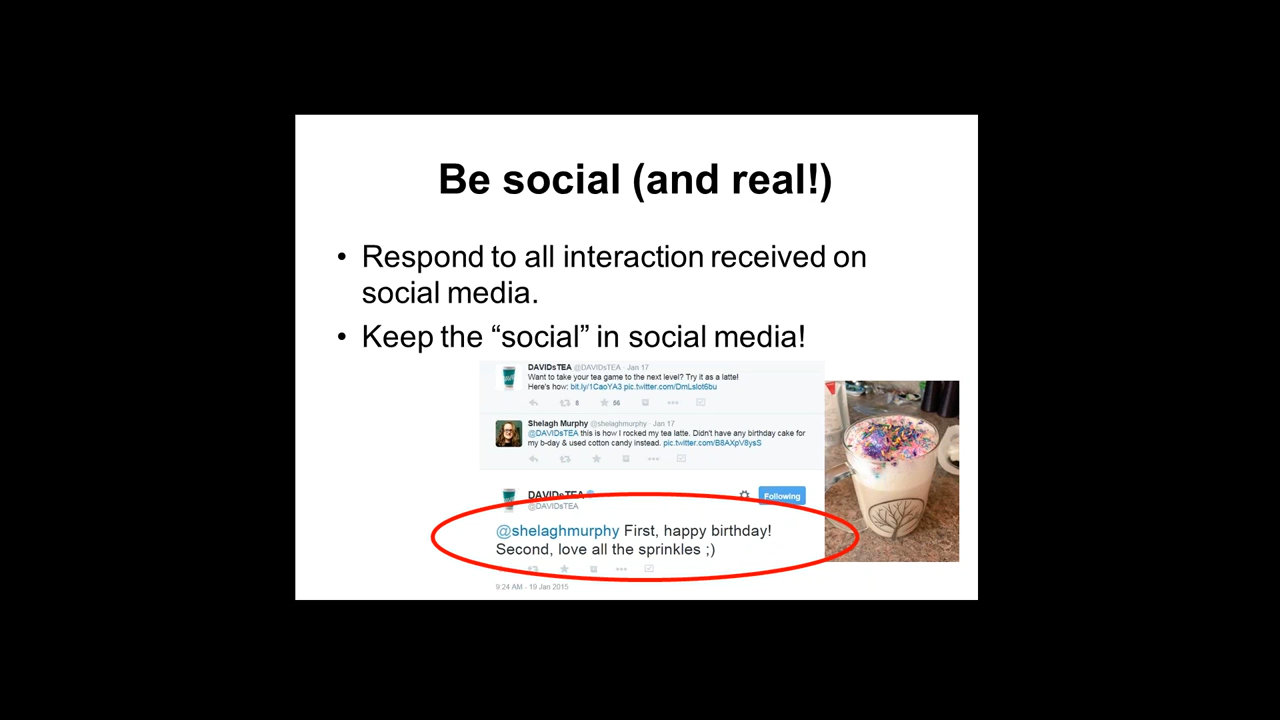 Be social (and real!)
• Respond to all interaction received on
social media.
• Keep the “social” in social media!
DAVIDsTEA @DAVIDsTEA · Jan 17
Want to take your tea game to the next level? Try it as a latte!
Here's how: bit.ly/1CaoYA3 pic.twitter.com/DmLslot6bu
8 56
Shelagh Murphy @shelaghmurphy · Jan 17
@DAVIDsTEA this is how I rocked my tea latte. Didn't have any birthday cake for
my b-day & used cotton candy instead. pic.twitter.com/B8AXpV8ysS
DAVIDsTEA
Following
@DAVIDsTEA
@shelaghmurphy First, happy birthday!
Second, love all the sprinkles ;)
9:24 AM - 19 Jan 2015